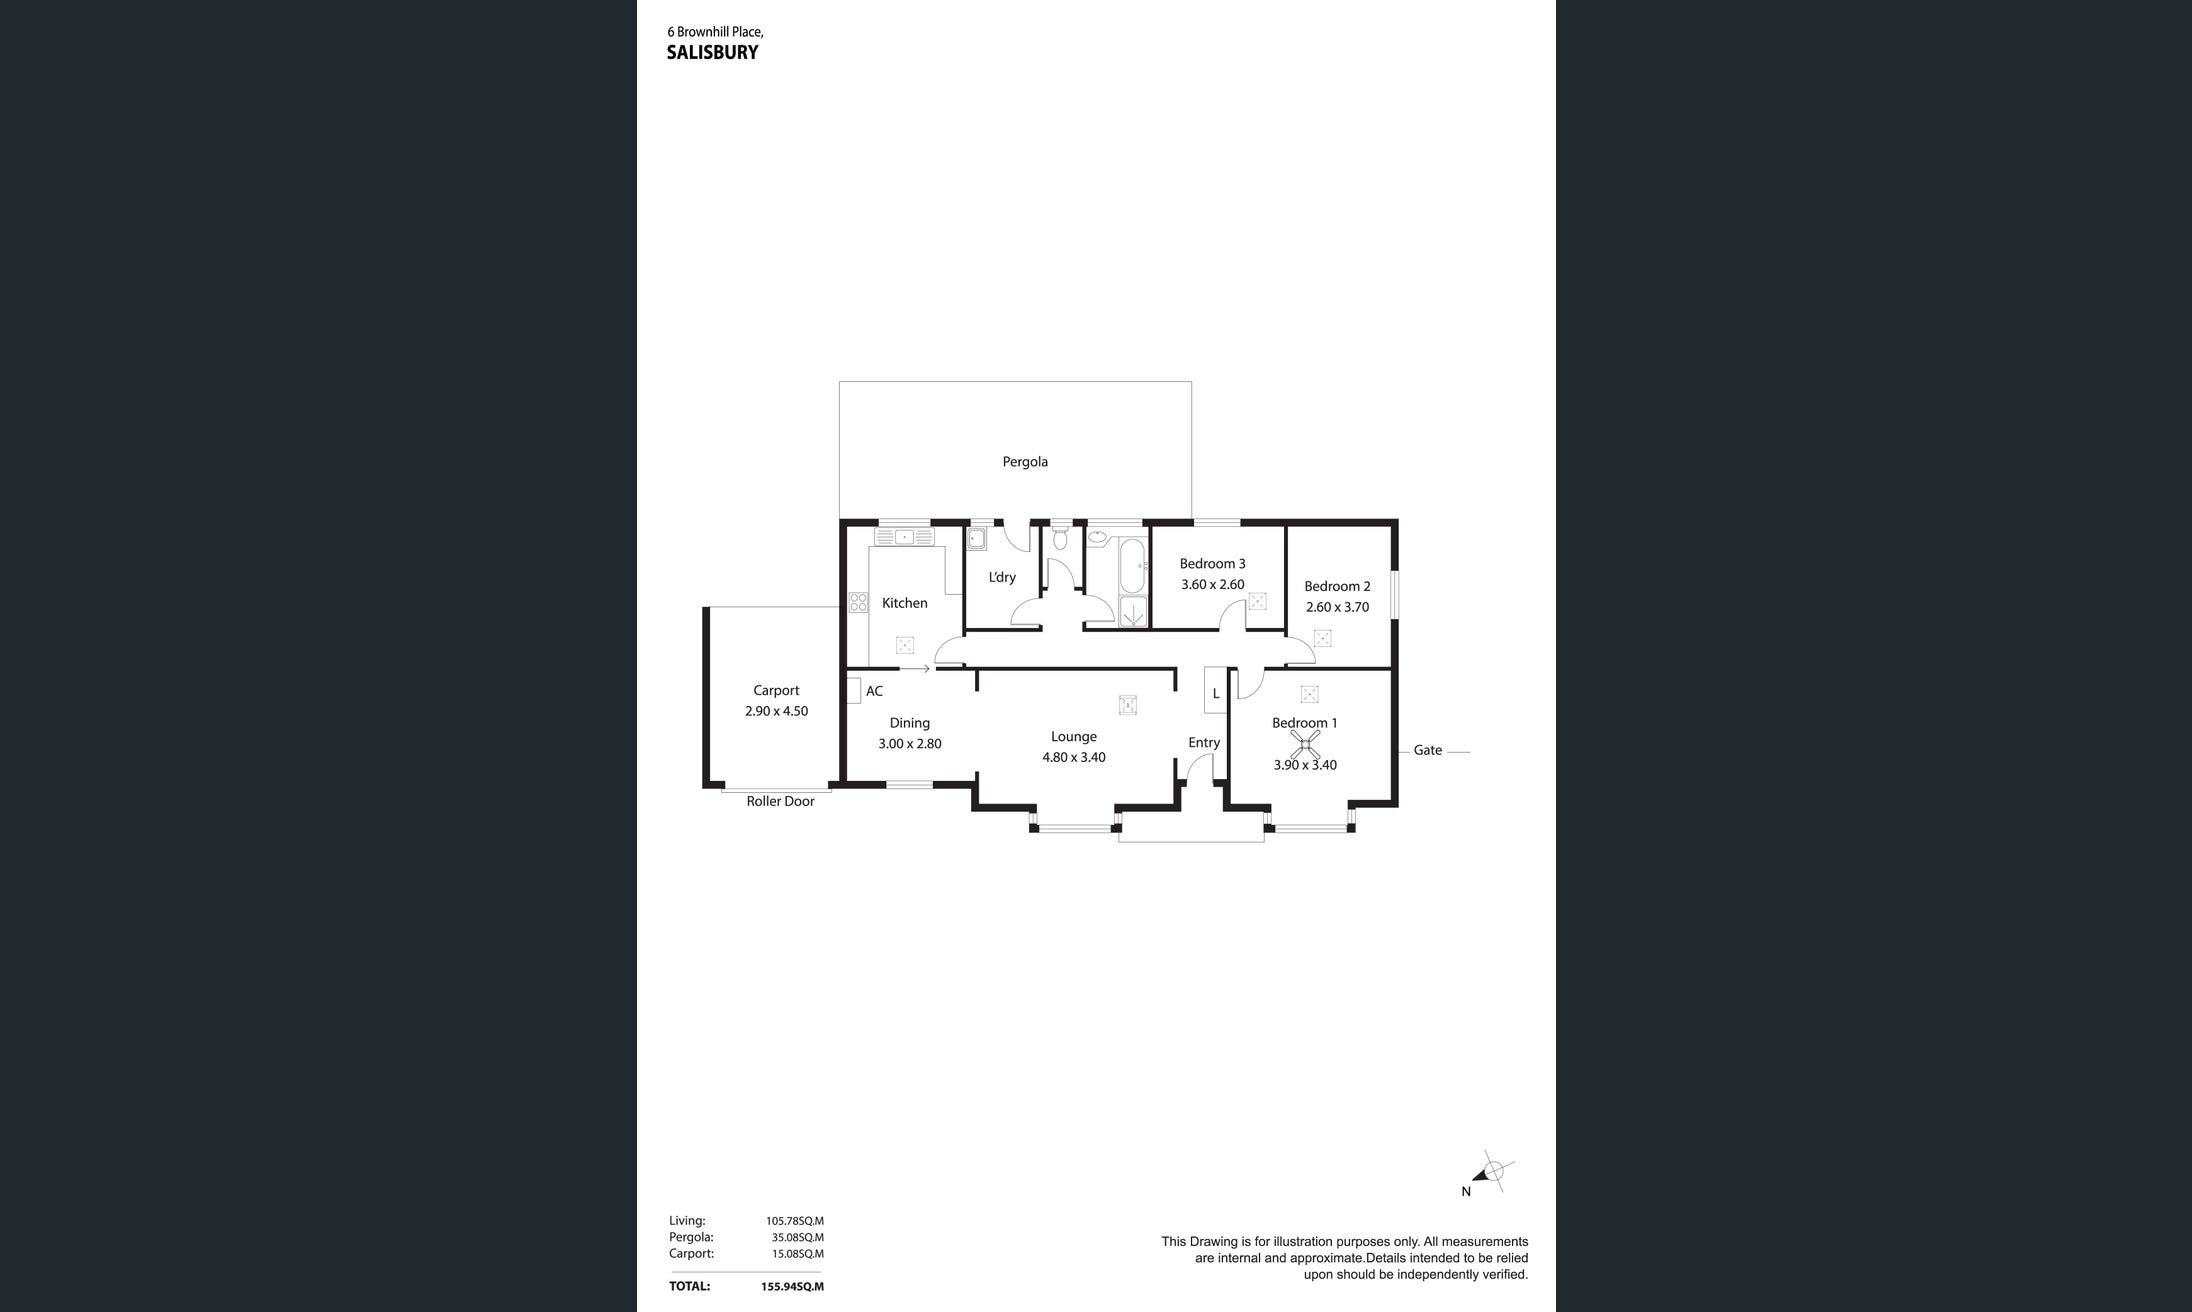 6 Brownhill Place,
SALISBURY
Pergola
Kitchen
L'dry
Bedroom 3
3.60 x 2.60
Bedroom 2
2.60 x 3.70
Carport
2.90 x 4.50
Roller Door
AC
Dining
3.00 x 2.80
Lounge
4.80 x 3.40
L
Entry
Bedroom 1
3.90 x 3.40
Gate
N
Living: 105.78SQ.M
Pergola: 35.08SQ.M
Carport: 15.08SQ.M
TOTAL: 155.94SQ.M
This Drawing is for illustration purposes only. All measurements
are internal and approximate.Details intended to be relied
upon should be independently verified.